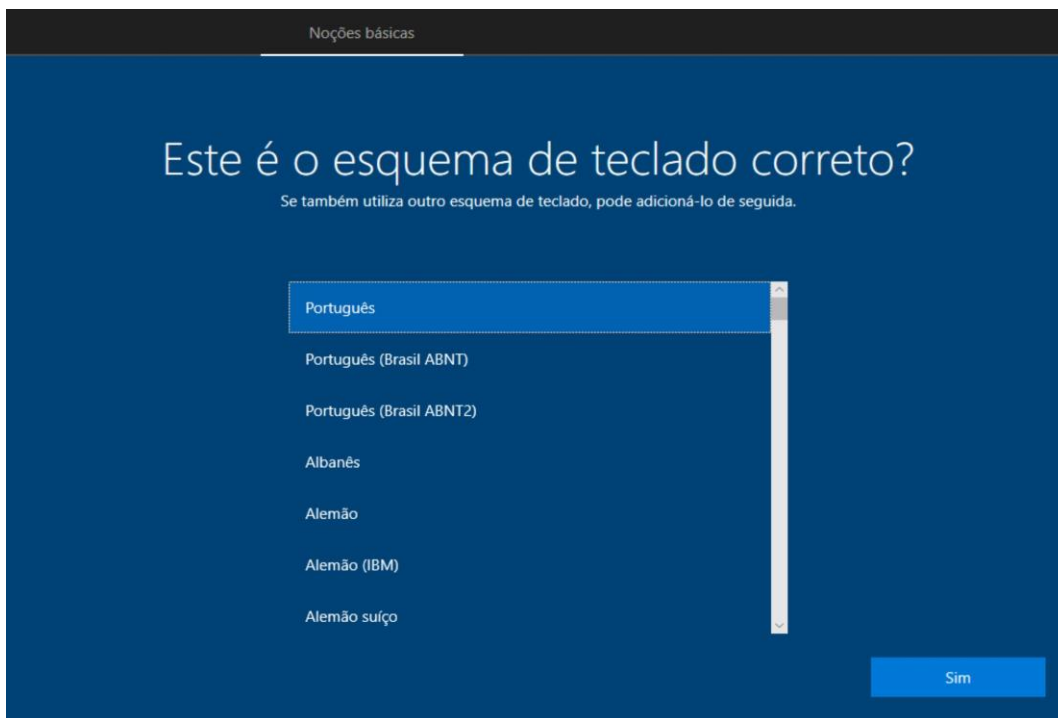 Noções básicas
Este é o esquema de teclado correto?
Se também utiliza outro esquema de teclado, pode adicioná-lo de seguida.
Português
Português (Brasil ABNT)
Português (Brasil ABNT2)
Albanês
Alemão
Alemão (IBM)
Alemão suíço
Sim